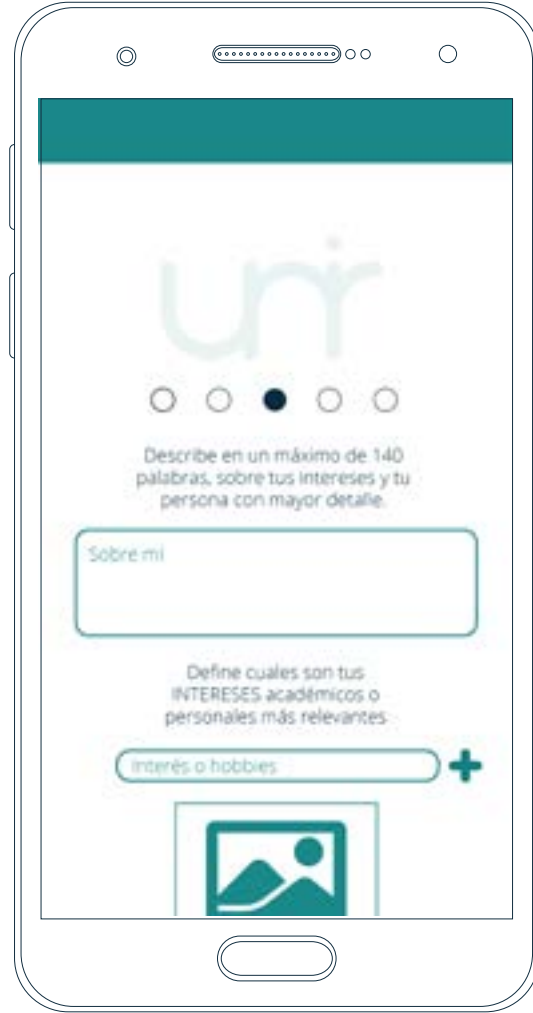 unir
Describe en un máximo de 140
palabras, sobre tus intereses y tu
persona con mayor detalle.
Sobre mi
Define cuales son tus
INTERESES académicos o
personales más relevantes
Interés o hobbies